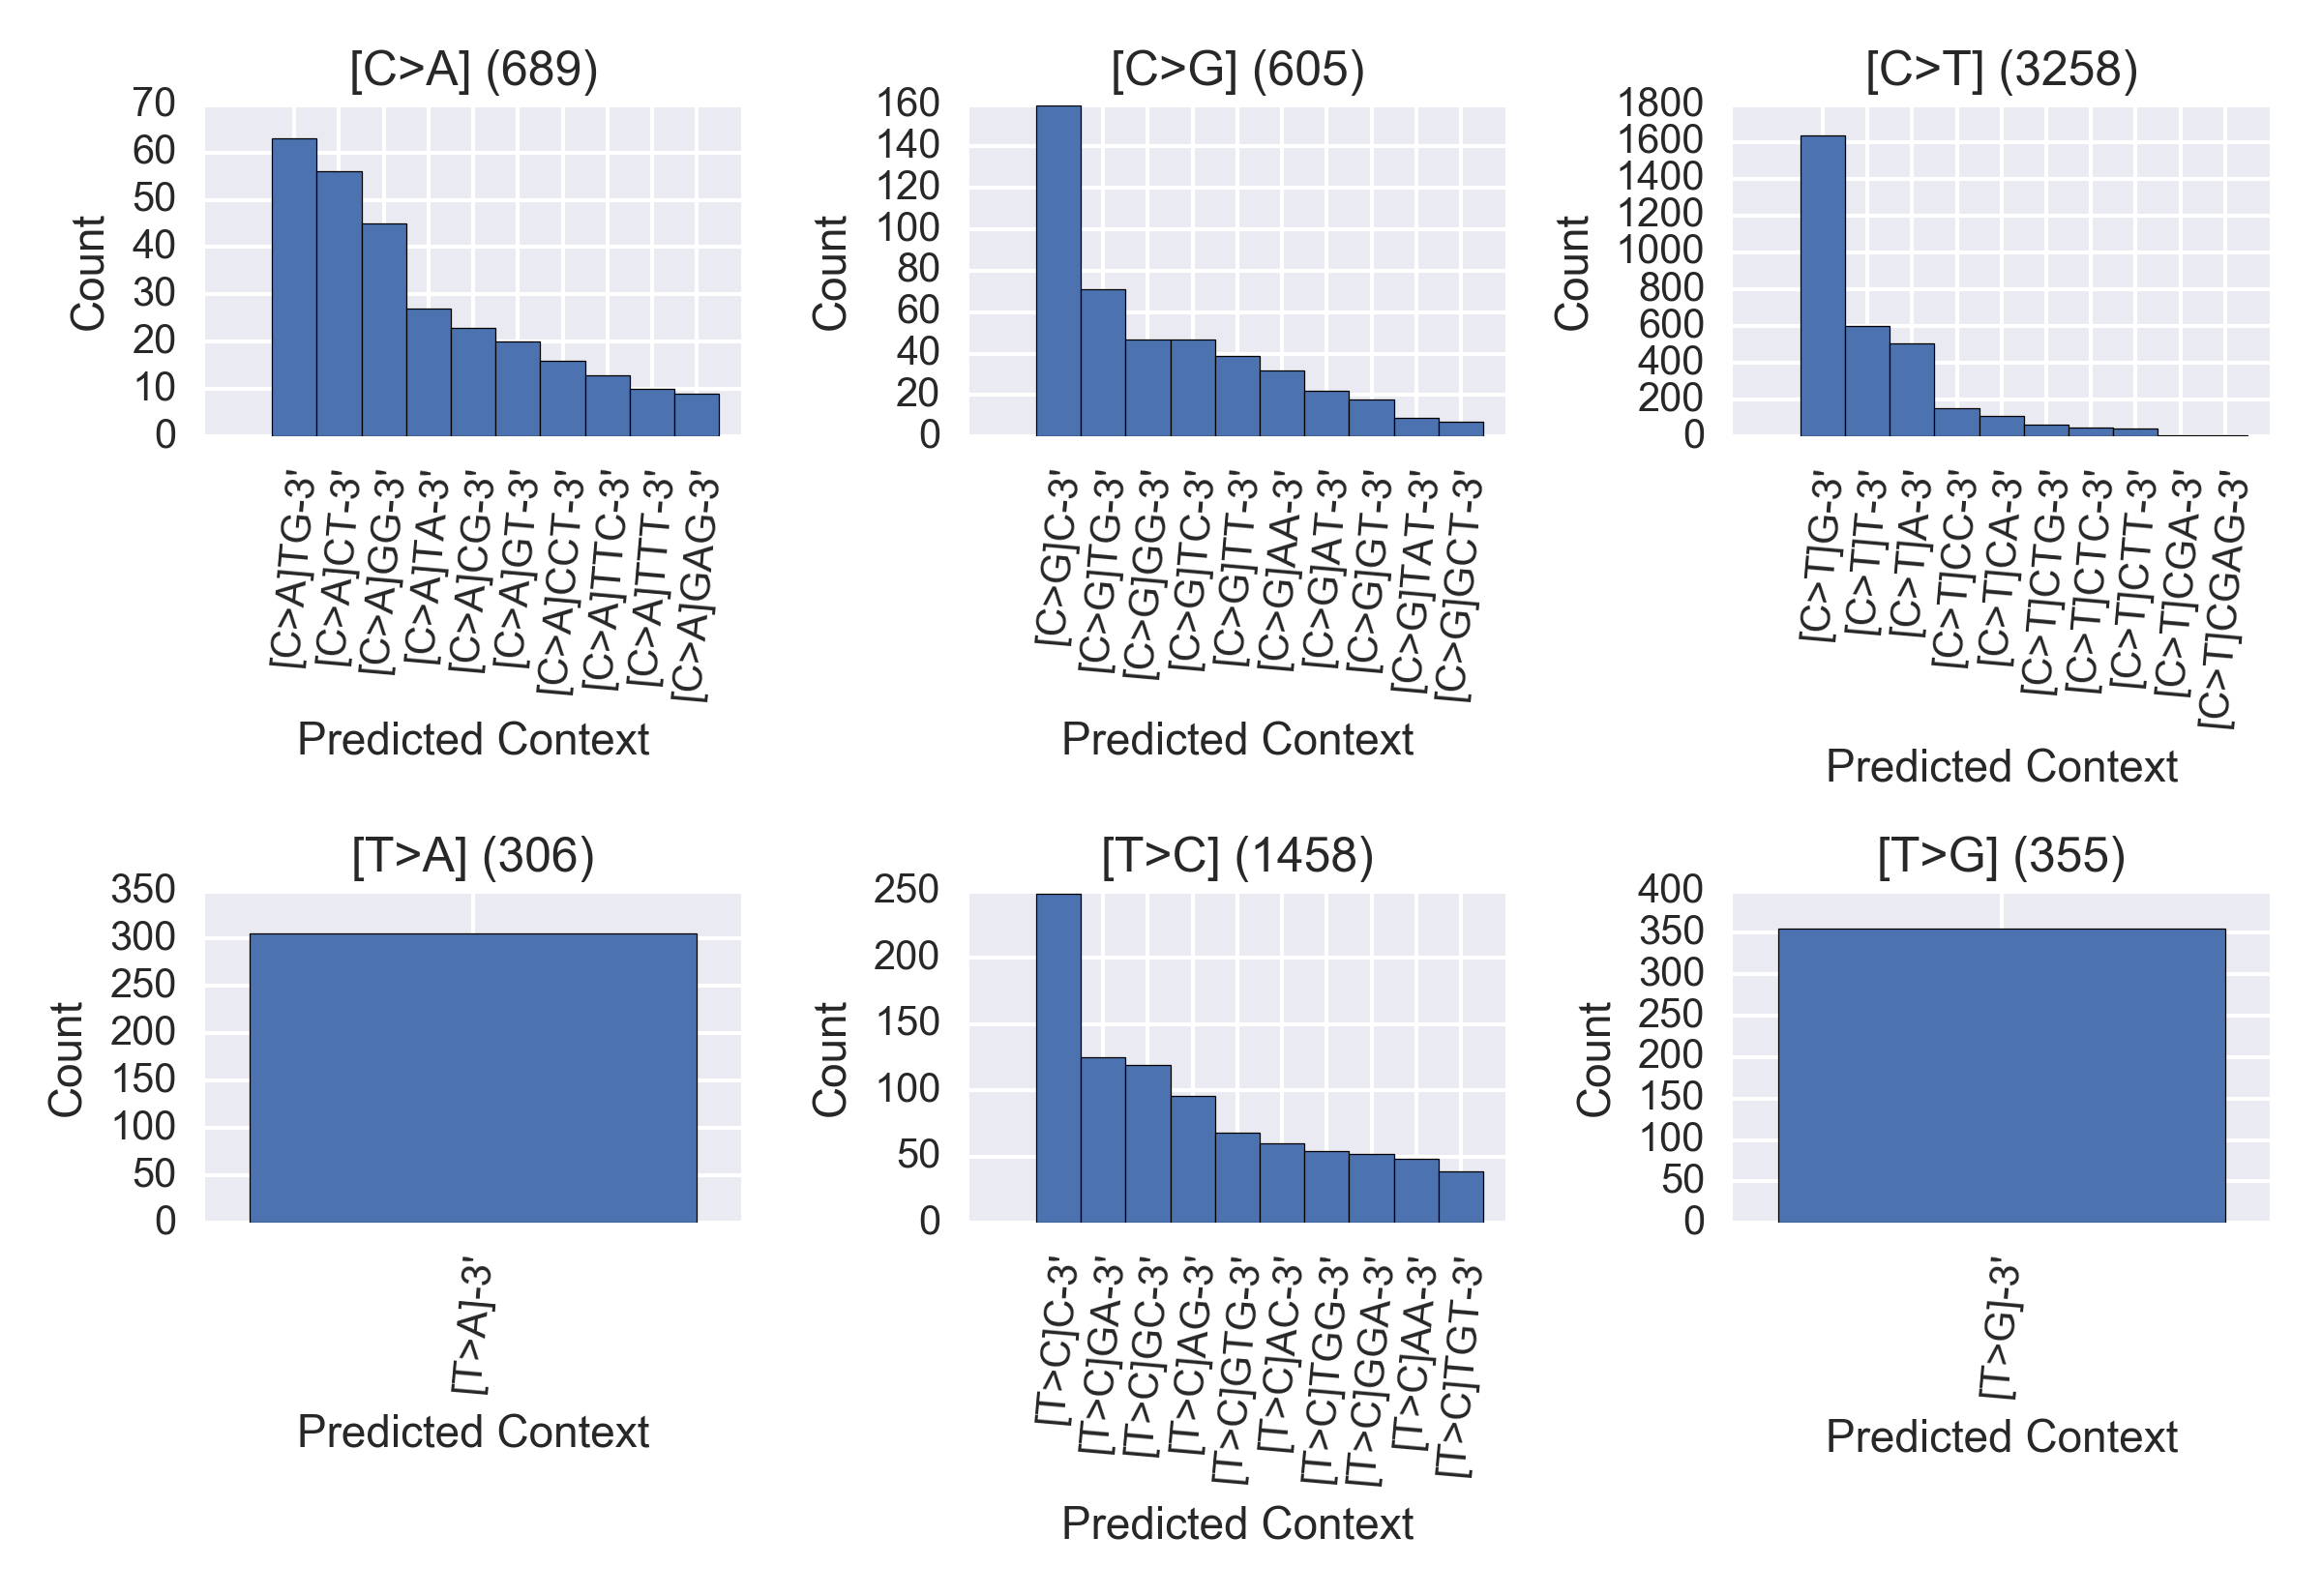 [C>A] (689)
70
60
50
40
30
20
10
0
Count
[C>A]TG-3'
[C>A]CT-3'
[C>A]GG-3'
[C>A]TA-3'
[C>A]CG-3'
[C>A]GT-3'
[C>A]CCT-3'
[C>A]TTC-3'
[C>A]TTT-3'
[C>A]GAG-3'
Predicted Context
[C>G] (605)
160
140
120
100
80
60
40
20
0
Count
[C>G]C-3'
[C>G]TG-3'
[C>G]GG-3'
[C>G]TC-3'
[C>G]TT-3'
[C>G]AA-3'
[C>G]AT-3'
[C>G]GT-3'
[C>G]TAT-3'
[C>G]GCT-3'
Predicted Context
[C>T] (3258)
1800
1600
1400
1200
1000
800
600
400
200
0
Count
[C>T]G-3'
[C>T]T-3'
[C>T]A-3'
[C>T]CC-3'
[C>T]CA-3'
[C>T]CTG-3'
[C>T]CTC-3'
[C>T]CTT-3'
[C>T]CGA-3'
[C>T]CGAG-3'
Predicted Context
[T>A] (306)
350
300
250
200
150
100
50
0
Count
[T>A]-3'
Predicted Context
[T>C] (1458)
250
200
150
100
50
0
Count
[T>C]C-3'
[T>C]GA-3'
[T>C]GC-3'
[T>C]AG-3'
[T>C]GTG-3'
[T>C]AC-3'
[T>C]TGG-3'
[T>C]GGA-3'
[T>C]AA-3'
[T>C]TGT-3'
Predicted Context
[T>G] (355)
400
350
300
250
200
150
100
50
0
Count
[T>G]-3'
Predicted Context